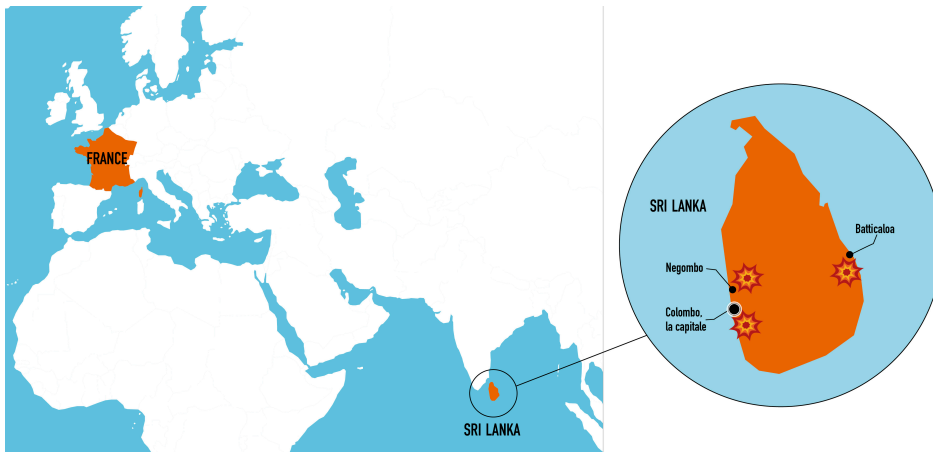 FRANCE
SRI LANKA
SRI LANKA
Batticaloa
Negombo
Colombo,
la capitale